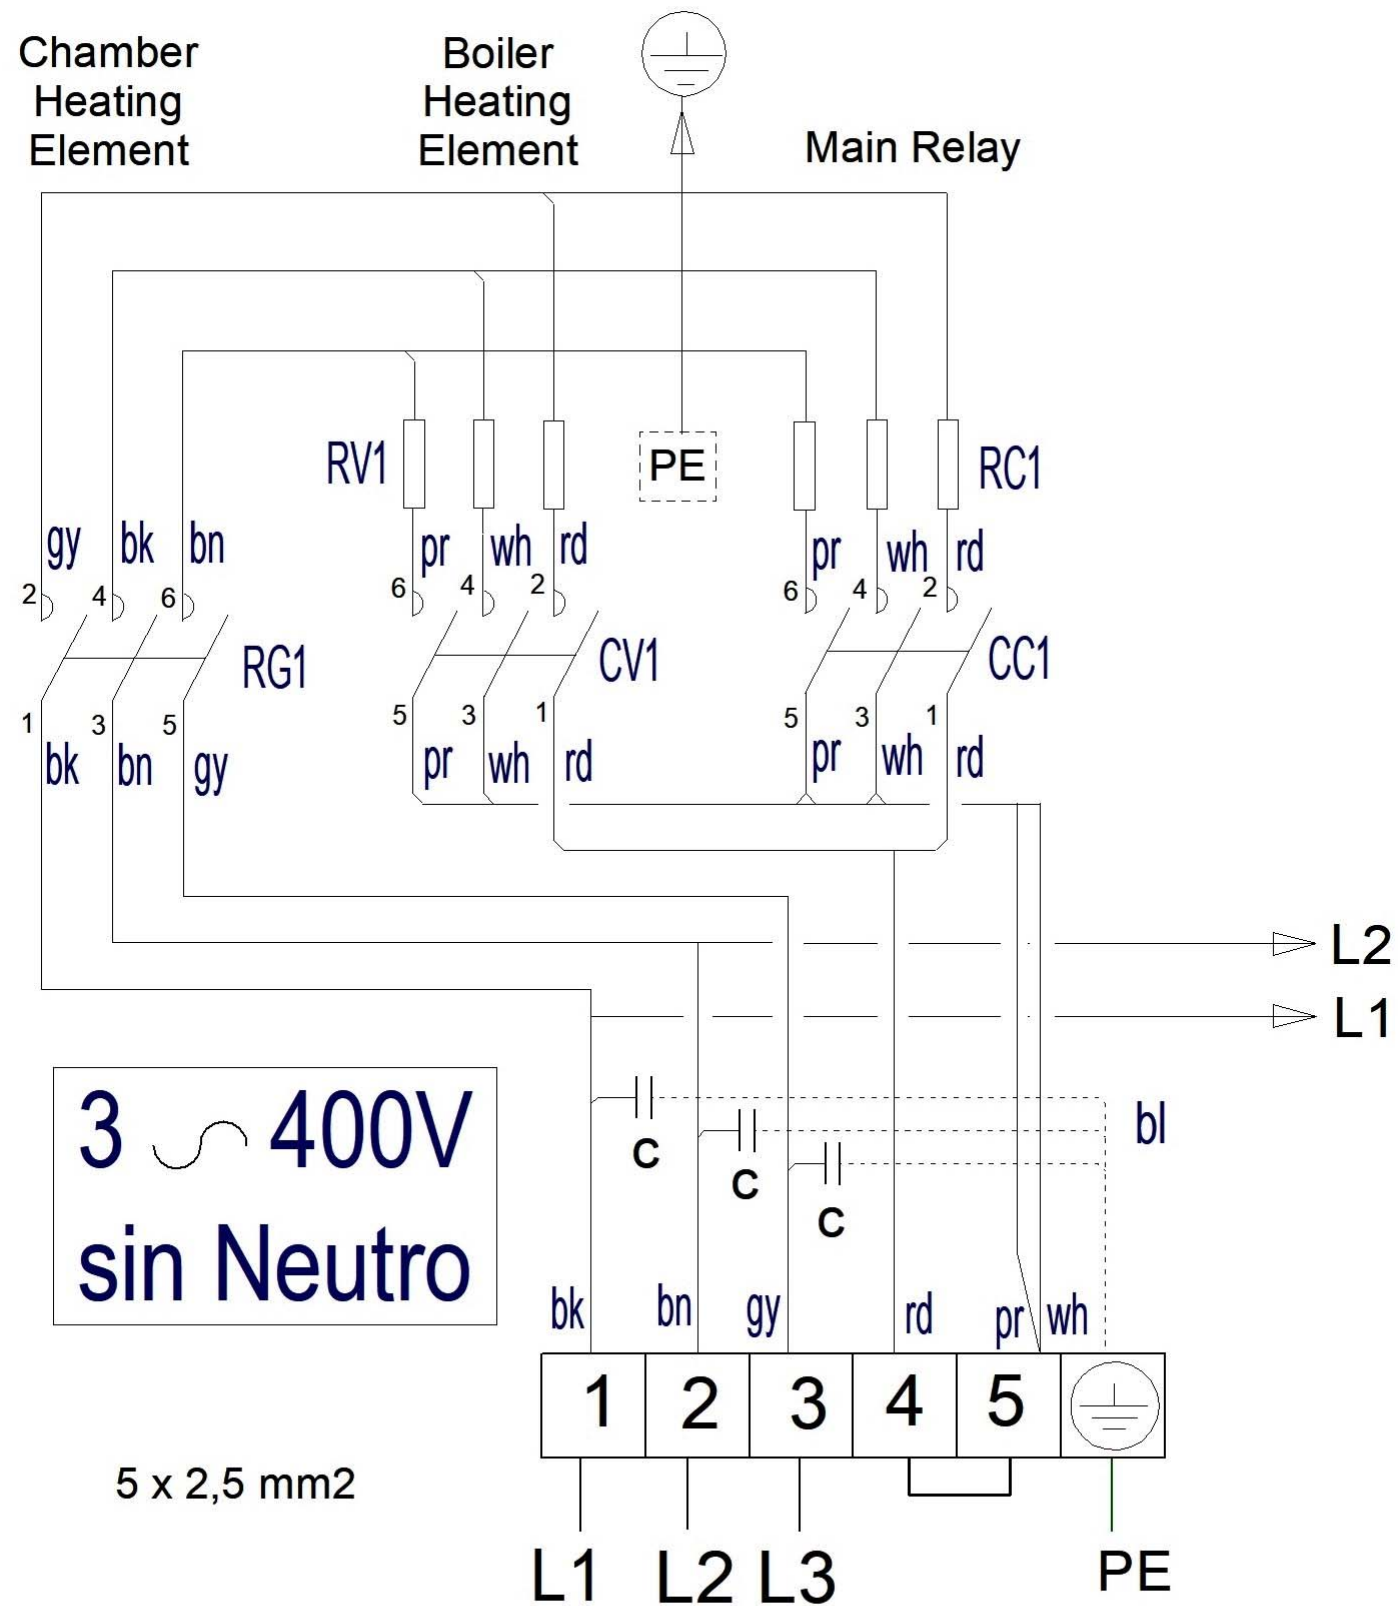 Chamber
Heating
Element
Boiler
Heating
Element
Main Relay
RV1
PE
RC1
gy bk bn
pr wh rd
pr wh rd
2 4 6
6 4 2
6 4 2
RG1
CV1
CC1
1 3 5
5 3 1
5 3 1
bk bn gy
pr wh rd
pr wh rd
L2
L1
3 400V
sin Neutro
C
C
C
bl
bk bn gy rd pr wh
1 2 3 4 5
5 x 2,5 mm2
L1 L2 L3 PE